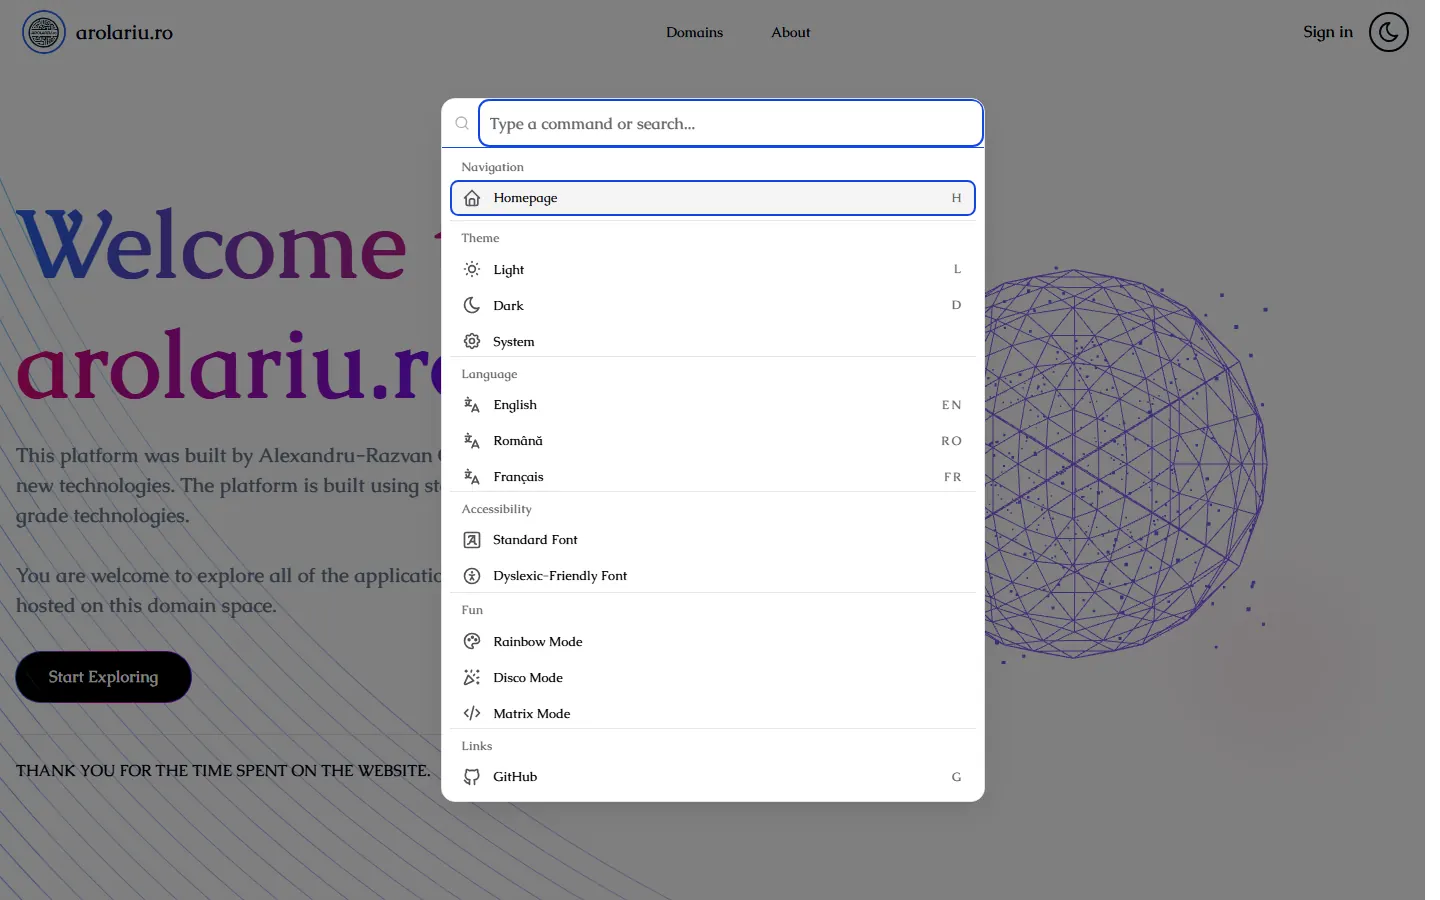 arolariu.ro
Domains
About
Sign in
Type a command or search...
Navigation
Homepage H
Theme
Light L
Dark D
System
Language
English EN
Română RO
Français FR
Accessibility
Standard Font
Dyslexic-Friendly Font
Fun
Rainbow Mode
Disco Mode
Matrix Mode
Links
GitHub G
Welcome
arolariu.r
This platform was built by Alexandru-Razvan
new technologies. The platform is built using
grade technologies.
You are welcome to explore all of the
hosted on this domain space.
Start Exploring
THANK YOU FOR THE TIME SPENT ON THE WEBSITE.